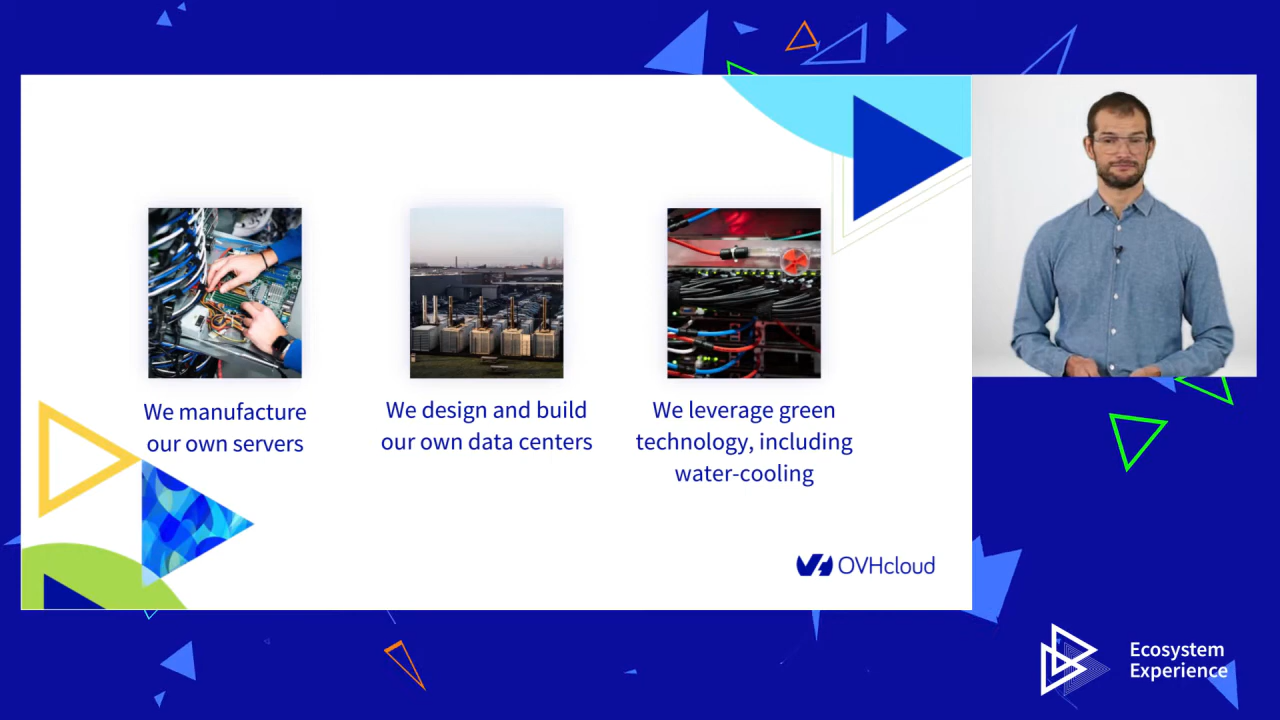 We manufacture
our own servers
We design and build
our own data centers
We leverage green
technology, including
water-cooling
OVHcloud
Ecosystem
Experience